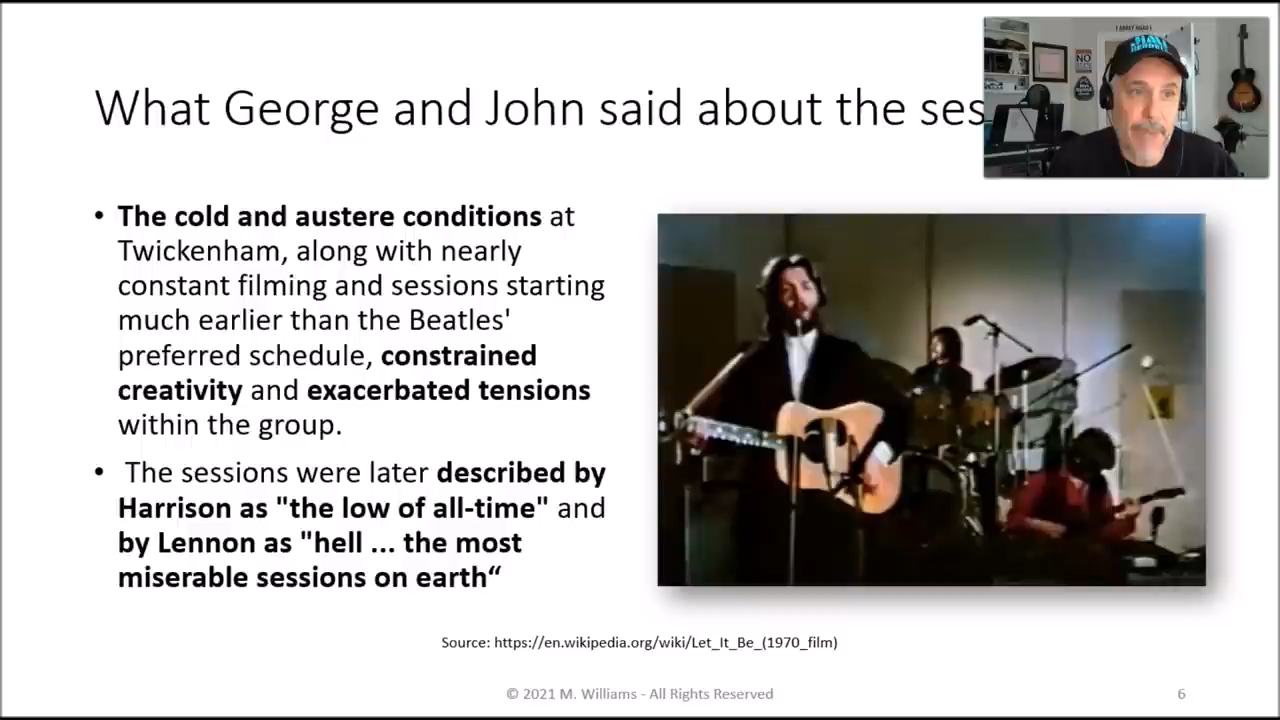 What George and John said about the ses
• The cold and austere conditions at
Twickenham, along with nearly
constant filming and sessions starting
much earlier than the Beatles'
preferred schedule, constrained
creativity and exacerbated tensions
within the group.
• The sessions were later described by
Harrison as "the low of all-time" and
by Lennon as "hell ... the most
miserable sessions on earth“
Source: https://en.wikipedia.org/wiki/Let_It_Be_(1970_film)
© 2021 M. Williams - All Rights Reserved
6
NO